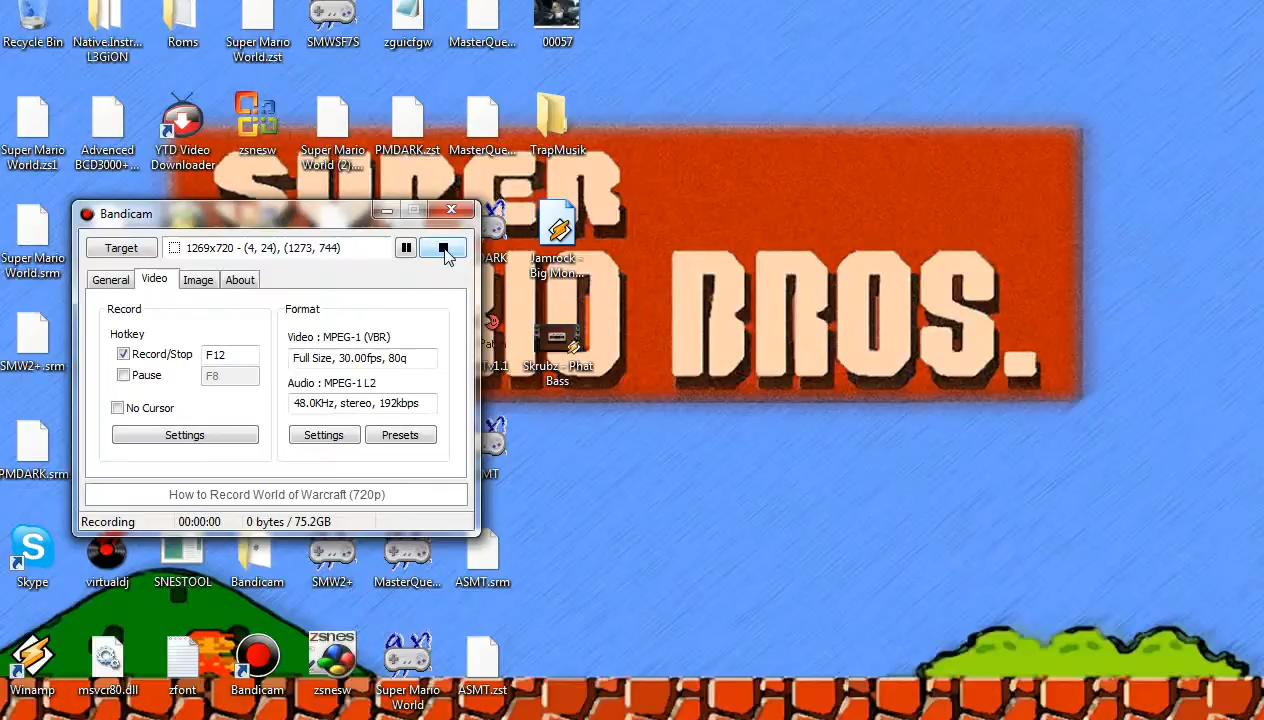 Recycle Bin
Native.Instr...
L3GiON
Roms
Super Mario
World.zst
SMWSF7S
zguicfgw
MasterQue...
00057
Super Mario
World.zs1
Advanced
BCD3000+...
YTD Video
Downloader
zsnesw
Super Mario
World (2)....
PMDARK.zst
MasterQue...
TrapMusik
SUPER
BROS.
Bandicam
Target
1269x720 - (4, 24), (1273, 744)
General
Video
Image
About
Record
Hotkey
Record/Stop
F12
Pause
F8
No Cursor
Settings
Format
Video : MPEG-1 (VBR)
Full Size, 30.00fps, 80q
Audio : MPEG-1 L2
48.0KHz, stereo, 192kbps
Settings
Presets
How to Record World of Warcraft (720p)
Recording
00:00:00
0 bytes / 75.2GB
Super Mario
World.srm
ARK
Jamrock -
Big Mon...
SMW2+.srm
v1.1
Skrubz - Phat
Bass
PMDARK.srm
MT
Skype
virtualdj
SNESTOOL
Bandicam
SMW2+
MasterQue...
ASMT.srm
Winamp
msvcr80.dll
zfont
Bandicam
zsnes
zsnesw
Super Mario
World
ASMT.zst